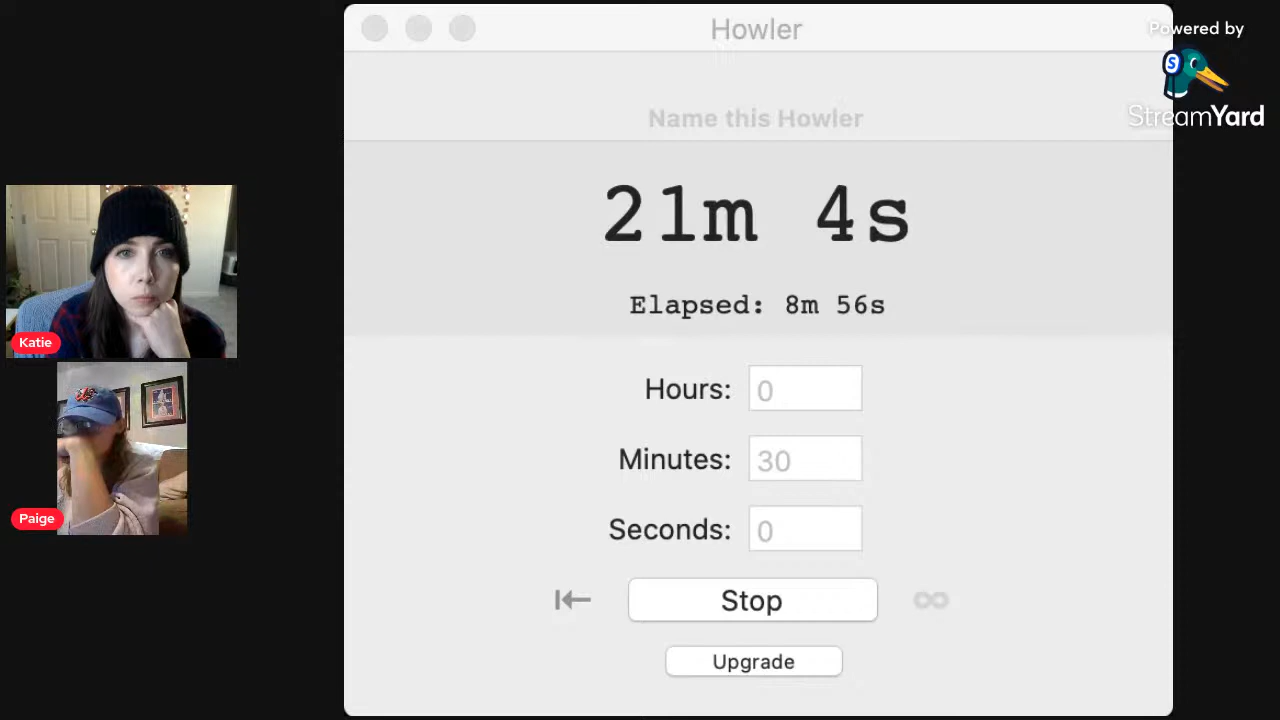 Howler
Powered by
StreamYard
Name this Howler
21m 4s
Elapsed: 8m 56s
Hours: 0
Minutes: 30
Seconds: 0
Stop
Upgrade
Katie
Paige